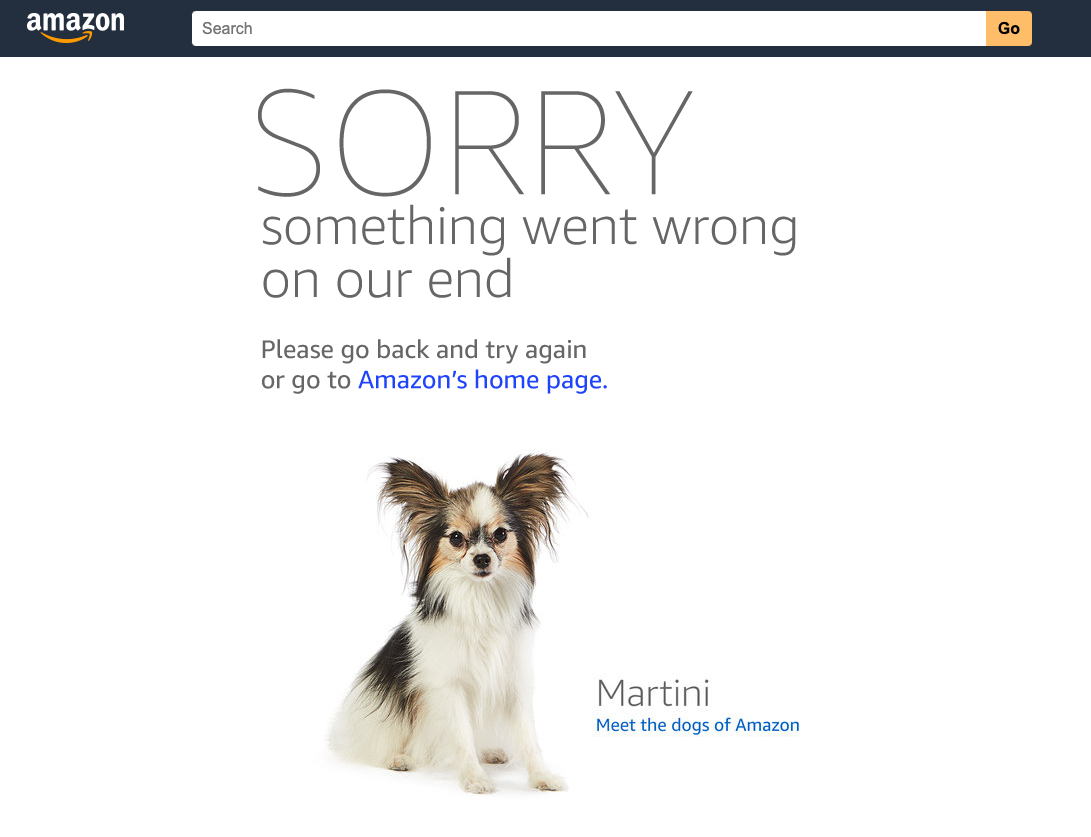 amazon
Search
Go
SORRY
something went wrong
on our end
Please go back and try again
or go to Amazon’s home page.
Martini
Meet the dogs of Amazon